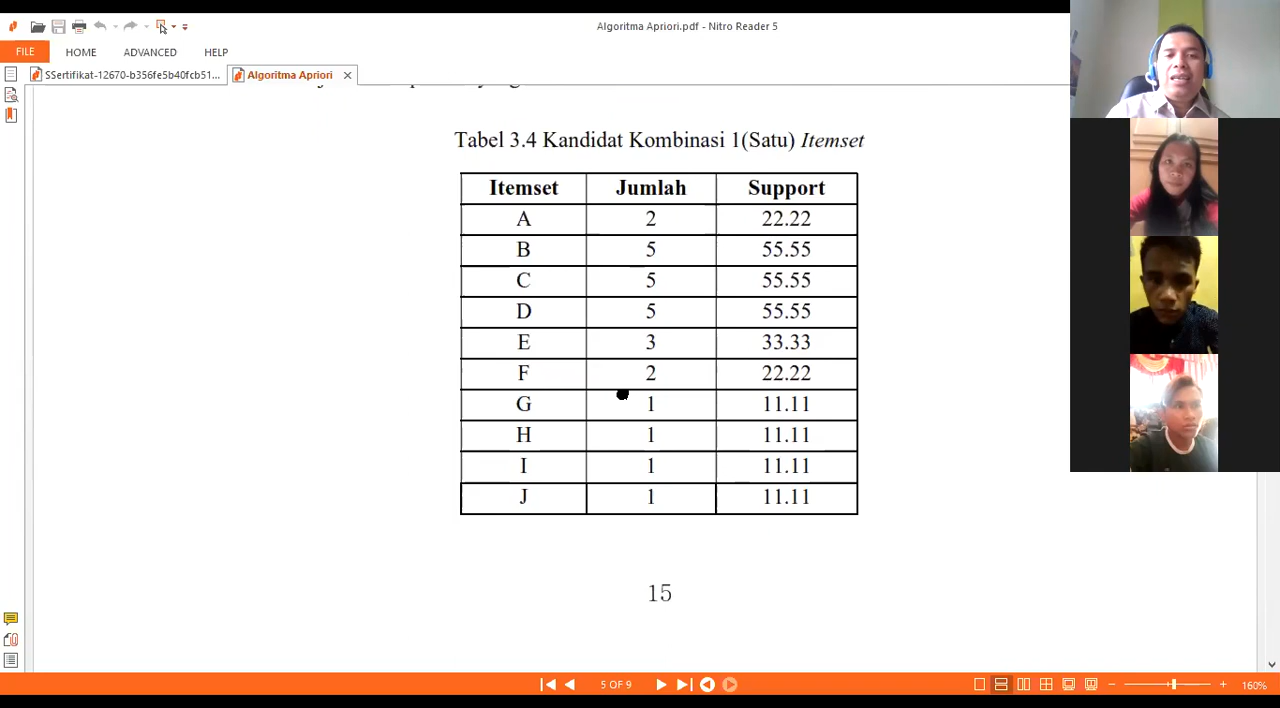 Algoritma Apriori.pdf - Nitro Reader 5
FILE HOME ADVANCED HELP
SSertifikat-12670-b356fe5b40fcb51... Algoritma Apriori
Tabel 3.4 Kandidat Kombinasi 1(Satu) Itemset
Itemset Jumlah Support
A 2 22.22
B 5 55.55
C 5 55.55
D 5 55.55
E 3 33.33
F 2 22.22
G 1 11.11
H 1 11.11
I 1 11.11
J 1 11.11
15
5 OF 9
160%